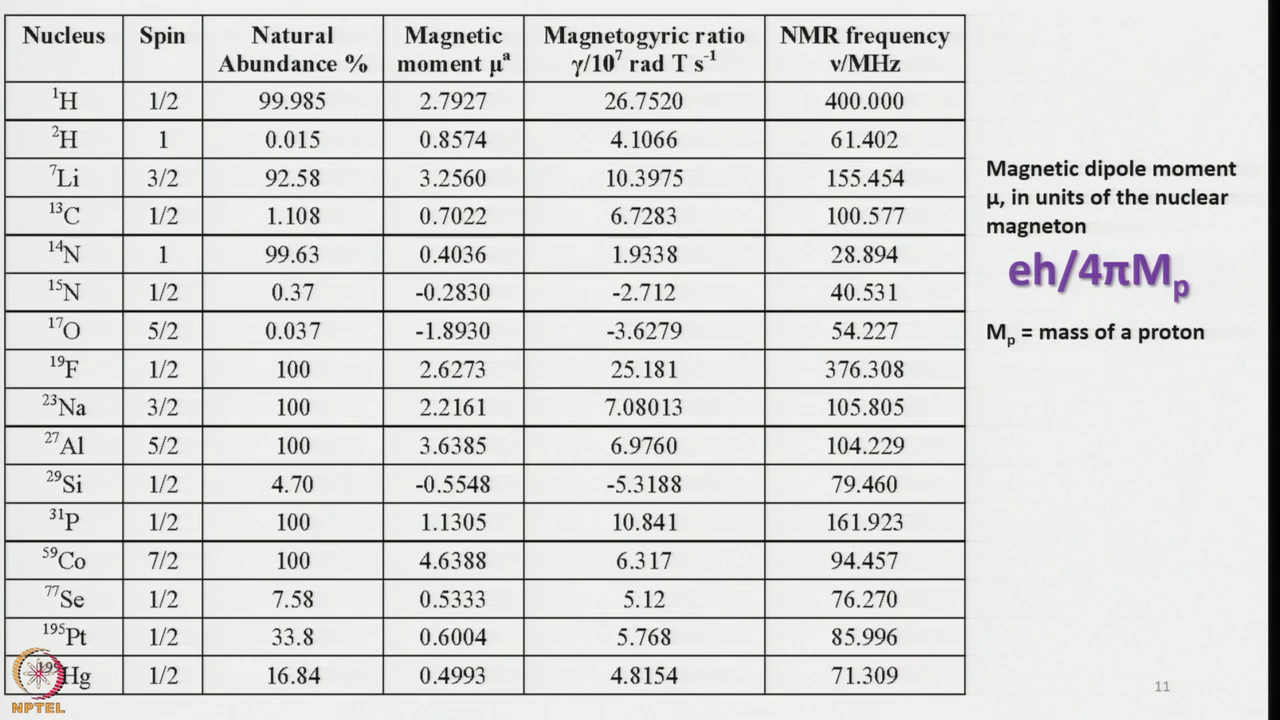 Nucleus Spin Natural Abundance % Magnetic moment μᵃ Magnetogyric ratio γ/10⁷ rad T s⁻¹ NMR frequency ν/MHz
¹H 1/2 99.985 2.7927 26.7520 400.000
²H 1 0.015 0.8574 4.1066 61.402
⁷Li 3/2 92.58 3.2560 10.3975 155.454
¹³C 1/2 1.108 0.7022 6.7283 100.577
¹⁴N 1 99.63 0.4036 1.9338 28.894
¹⁵N 1/2 0.37 -0.2830 -2.712 40.531
¹⁷O 5/2 0.037 -1.8930 -3.6279 54.227
¹⁹F 1/2 100 2.6273 25.181 376.308
²³Na 3/2 100 2.2161 7.08013 105.805
²⁷Al 5/2 100 3.6385 6.9760 104.229
²⁹Si 1/2 4.70 -0.5548 -5.3188 79.460
³¹P 1/2 100 1.1305 10.841 161.923
⁵⁹Co 7/2 100 4.6388 6.317 94.457
⁷⁷Se 1/2 7.58 0.5333 5.12 76.270
¹⁹⁵Pt 1/2 33.8 0.6004 5.768 85.996
Hg 1/2 16.84 0.4993 4.8154 71.309
Magnetic dipole moment
μ, in units of the nuclear
magneton
eh/4πMₚ
Mₚ = mass of a proton
11
NPTEL